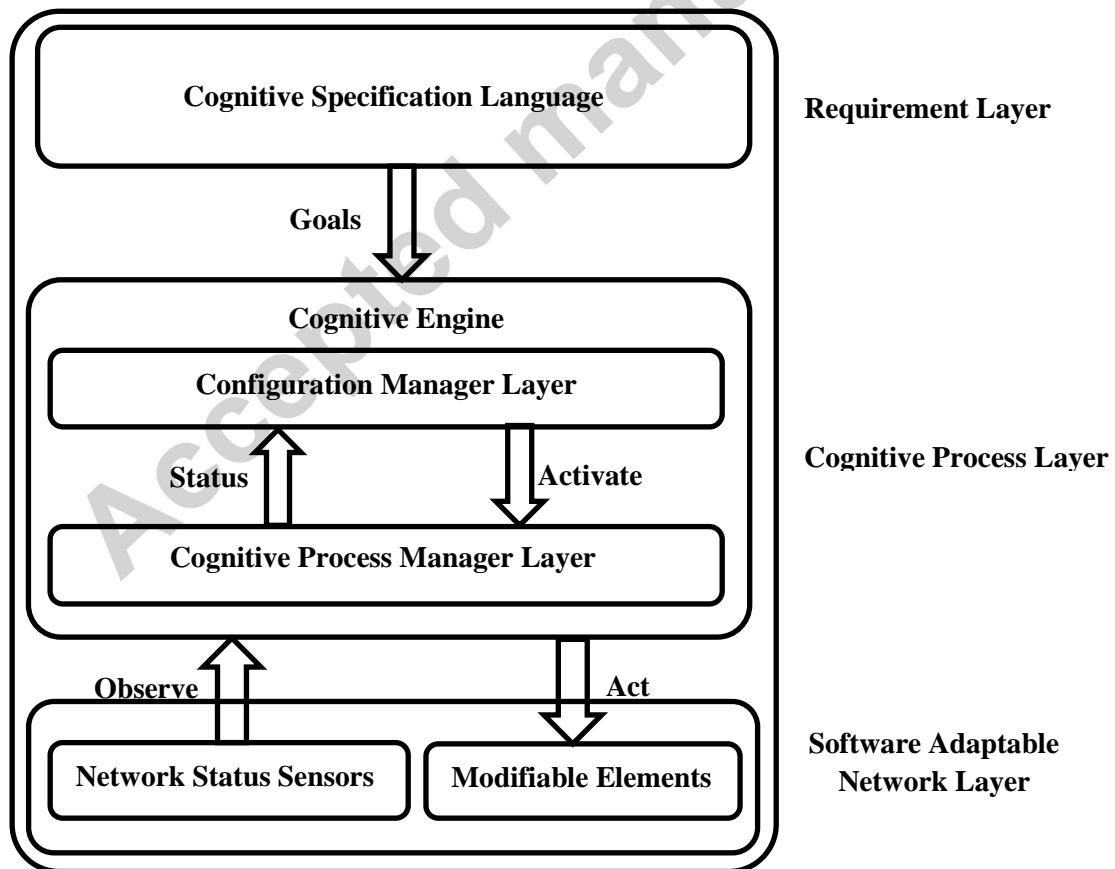 Cognitive Specification Language
Requirement Layer
Goals
Cognitive Engine
Configuration Manager Layer
Status
Activate
Cognitive Process Layer
Cognitive Process Manager Layer
Observe
Act
Network Status Sensors
Modifiable Elements
Software Adaptable
Network Layer
Accepted man